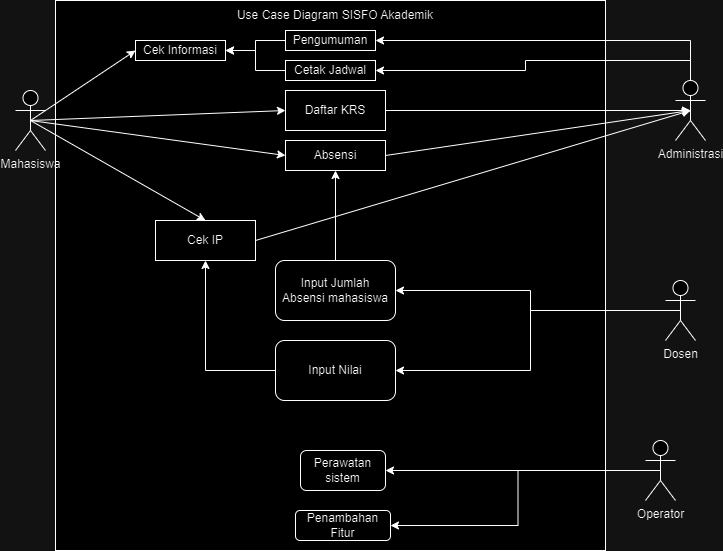 Use Case Diagram SISFO Akademik
Pengumuman
Cek Informasi
Cetak Jadwal
Daftar KRS
Mahasiswa
Absensi
Administrasi
Cek IP
Input Jumlah
Absensi mahasiswa
Dosen
Input Nilai
Perawatan
sistem
Operator
Penambahan
Fitur